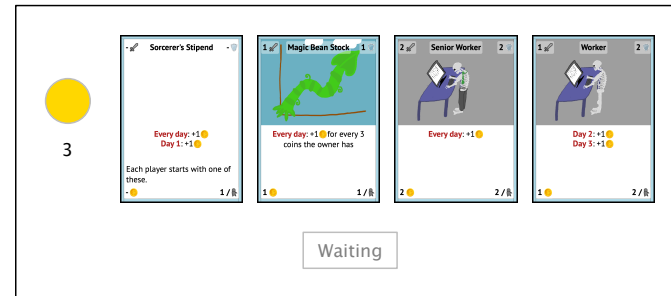 3
- Sorcerer's Stipend -
Every day: +1
Day 1: +1
Each player starts with one of
these.
- 1 /
1 Magic Bean Stock 1
Every day: +1 for every 3
coins the owner has
1 1 /
2 Senior Worker 2
Every day: +1
2 2 /
1 Worker 2
Day 2: +1
Day 3: +1
1 2 /
Waiting